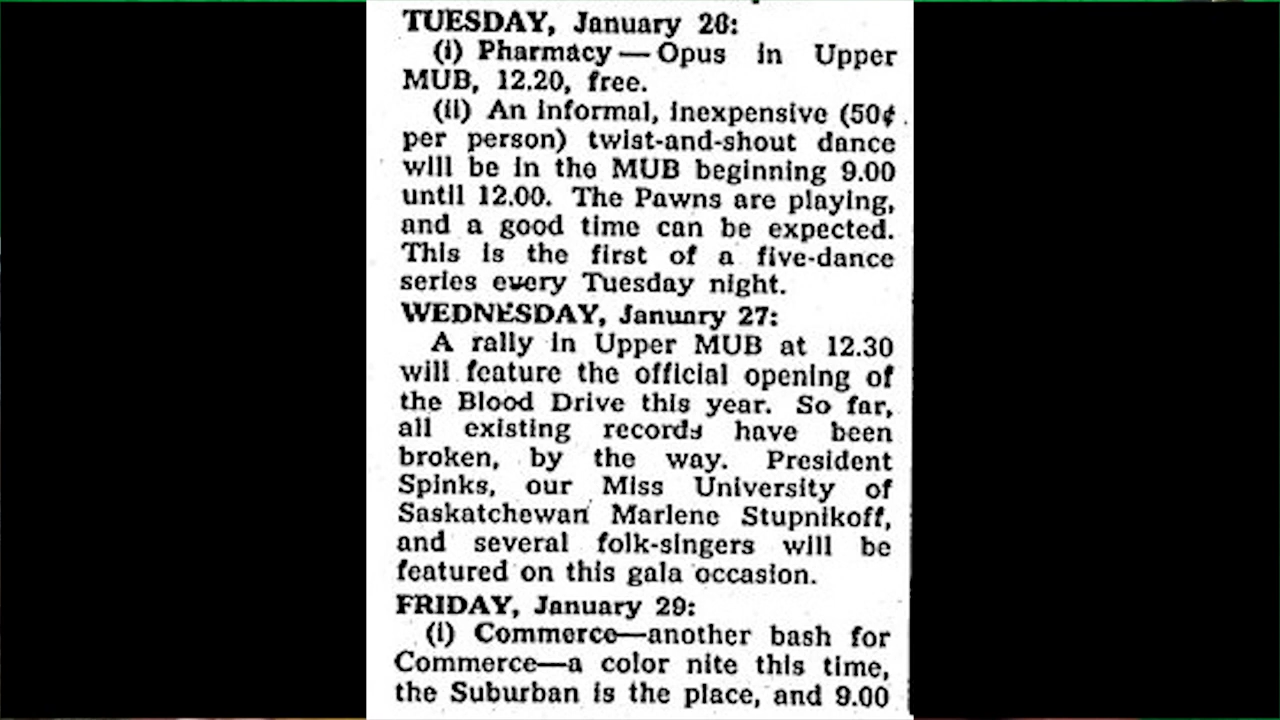 TUESDAY, January 26:
(i) Pharmacy — Opus in Upper
MUB, 12.20, free.
(ii) An informal, inexpensive (50¢
per person) twist-and-shout dance
will be in the MUB beginning 9.00
until 12.00. The Pawns are playing,
and a good time can be expected.
This is the first of a five-dance
series every Tuesday night.
WEDNESDAY, January 27:
A rally in Upper MUB at 12.30
will feature the official opening of
the Blood Drive this year. So far,
all existing records have been
broken, by the way. President
Spinks, our Miss University of
Saskatchewan Marlene Stupnikoff,
and several folk-singers will be
featured on this gala occasion.
FRIDAY, January 29:
(i) Commerce—another bash for
Commerce—a color nite this time,
the Suburban is the place, and 9.00